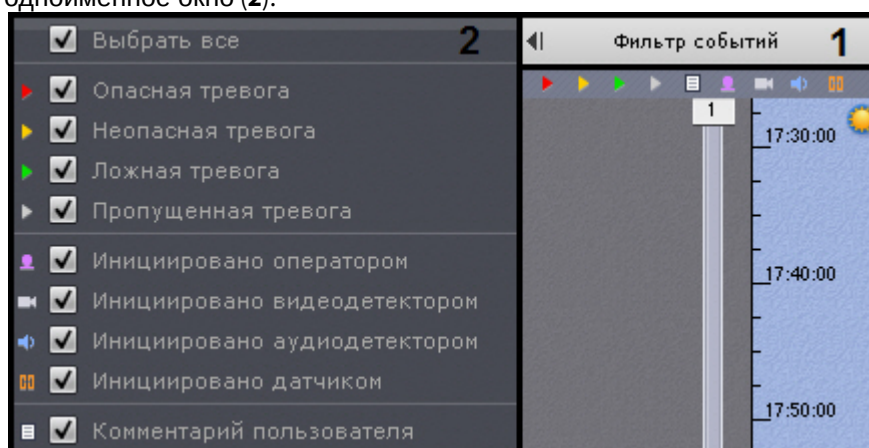 одноименное окно (2).
Выбрать все 2
Фильтр событий 1
Опасная тревога
Неопасная тревога
Ложная тревога
Пропущенная тревога
Инициировано оператором
Инициировано видеодетектором
Инициировано аудиодетектором
Инициировано датчиком
Комментарий пользователя
1
17:30:00
17:40:00
17:50:00